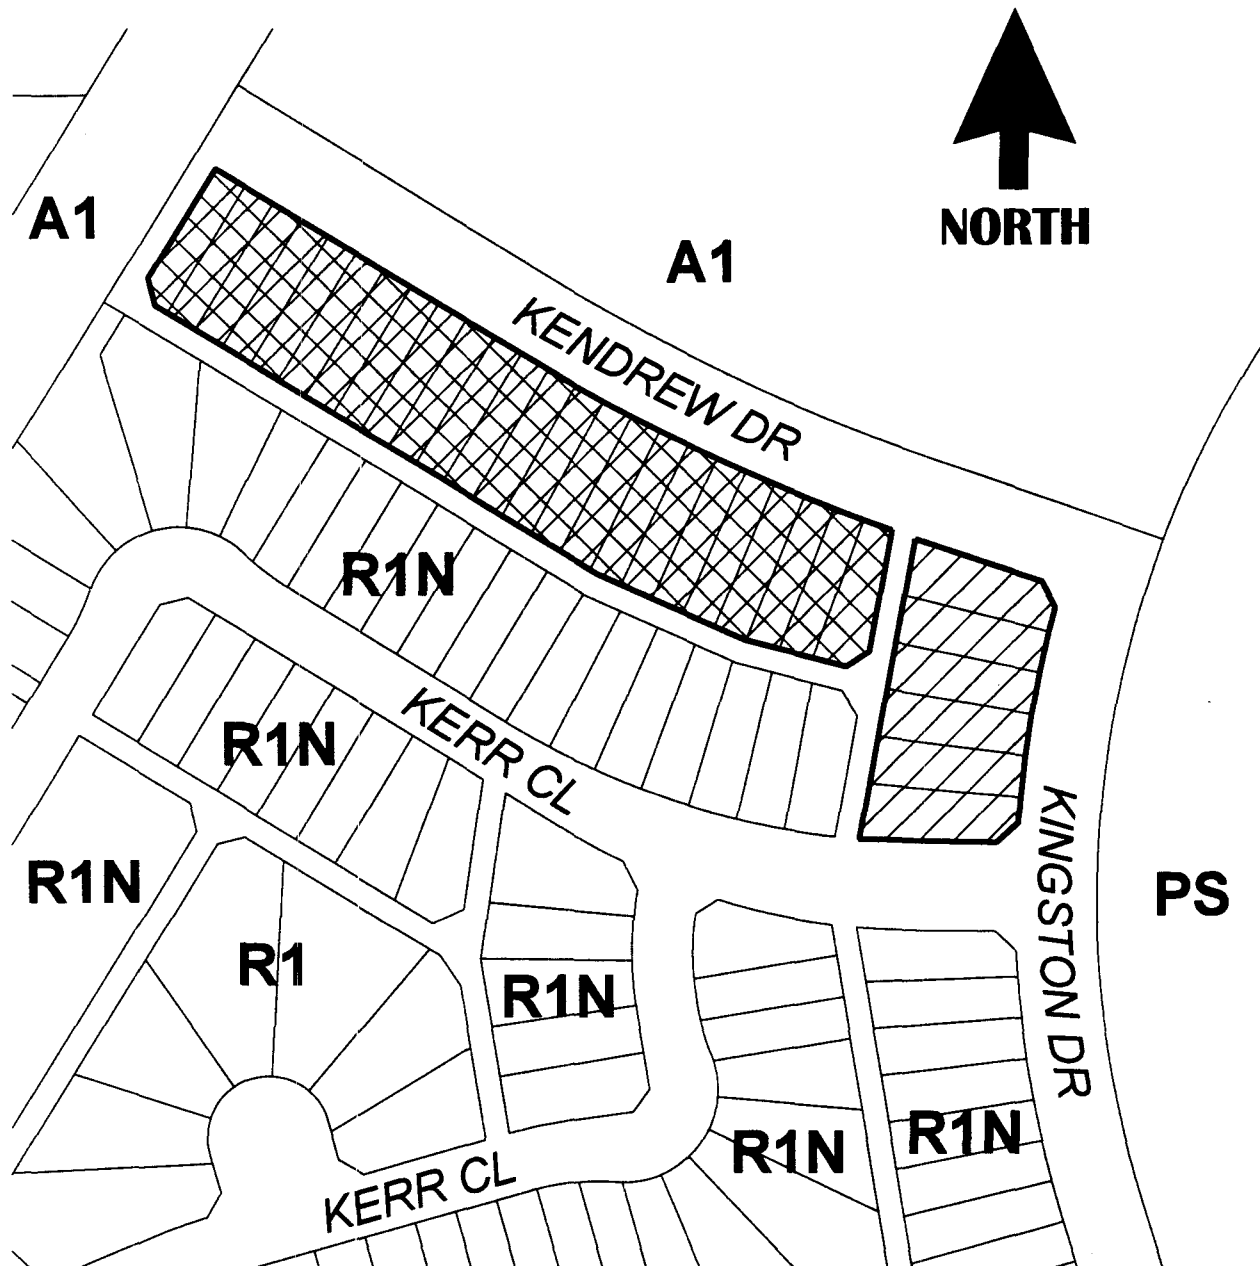 NORTH
A1
A1
KENDREW DR
R1N
KERR CL
R1N
KINGSTON DR
R1N
PS
R1
R1N
R1N
R1N
KERR CL